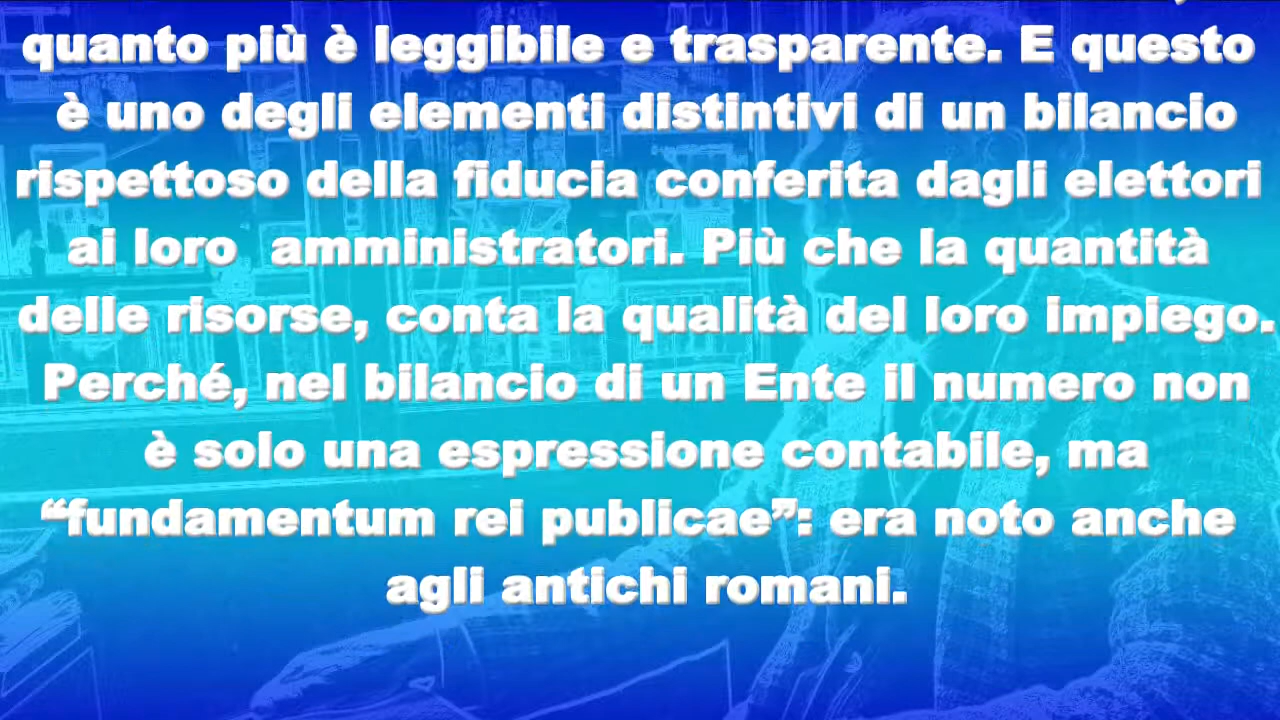 quanto più è leggibile e trasparente. E questo
è uno degli elementi distintivi di un bilancio
rispettoso della fiducia conferita dagli elettori
ai loro  amministratori. Più che la quantità
delle risorse, conta la qualità del loro impiego.
Perché, nel bilancio di un Ente il numero non
è solo una espressione contabile, ma
“fundamentum rei publicae”: era noto anche
agli antichi romani.